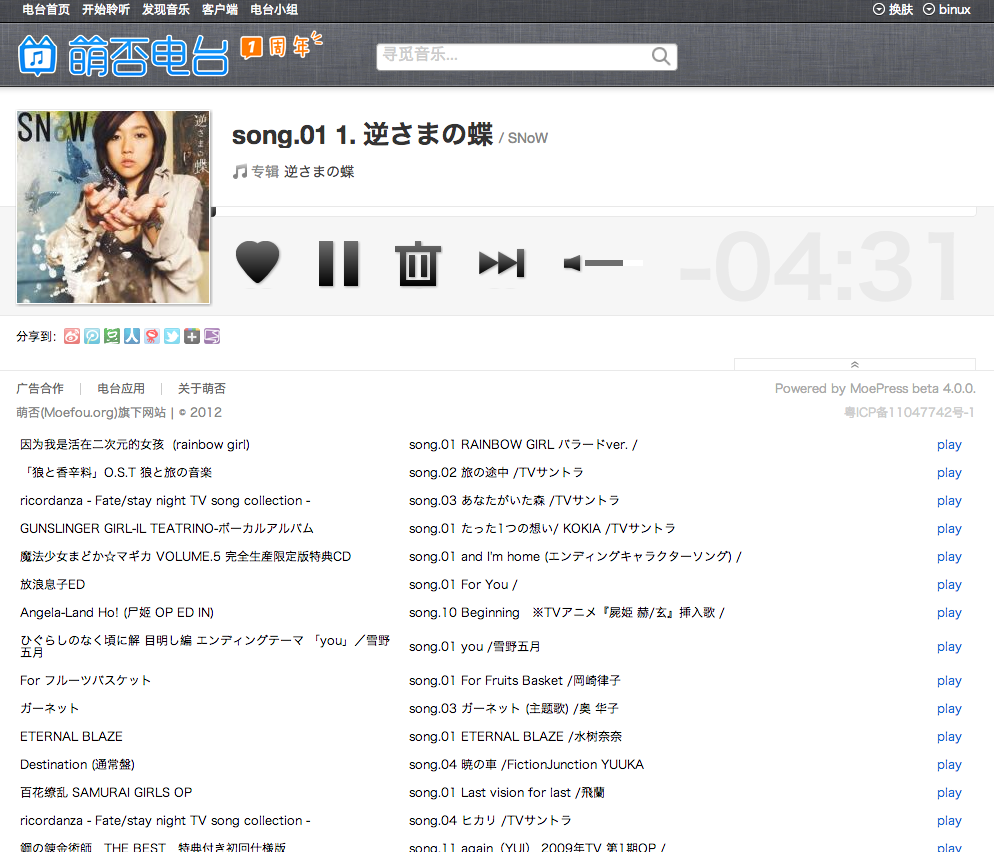 电台首页 开始聆听 发现音乐 客户端 电台小组
换肤 binux
萌否电台 1周年
寻觅音乐...
SNoW 逆さまの蝶
song.01 1. 逆さまの蝶 / SNoW
专辑 逆さまの蝶
-04:31
分享到:
广告合作 | 电台应用 | 关于萌否
Powered by MoePress beta 4.0.0.
萌否(Moefou.org)旗下网站 | © 2012
粤ICP备11047742号-1
因为我是活在二次元的女孩 (rainbow girl) song.01 RAINBOW GIRL バラードver. / play
「狼と香辛料」O.S.T 狼と旅の音楽 song.02 旅の途中 /TVサントラ play
ricordanza - Fate/stay night TV song collection - song.03 あなたがいた森 /TVサントラ play
GUNSLINGER GIRL-IL TEATRINO-ボーカルアルバム song.01 たった1つの想い/ KOKIA /TVサントラ play
魔法少女まどか☆マギカ VOLUME.5 完全生産限定版特典CD song.01 and I'm home (エンディングキャラクターソング) / play
放浪息子ED song.01 For You / play
Angela-Land Ho! (尸姫 OP ED IN) song.10 Beginning ※TVアニメ『屍姫 赫/玄』挿入歌 / play
ひぐらしのなく頃に解 目明し編 エンディングテーマ 「you」／雪野
五月 song.01 you /雪野五月 play
For フルーツバスケット song.01 For Fruits Basket /岡崎律子 play
ガーネット song.03 ガーネット (主題歌) /奥 华子 play
ETERNAL BLAZE song.01 ETERNAL BLAZE /水树奈奈 play
Destination (通常盤) song.04 暁の車 /FictionJunction YUUKA play
百花缭乱 SAMURAI GIRLS OP song.01 Last vision for last /飛蘭 play
ricordanza - Fate/stay night TV song collection - song.04 ヒカリ /TVサントラ play
鋼の錬金術師 THE BEST 特典付き初回仕様版 song.11 again（YUI） 2009年TV 第1期OP / play